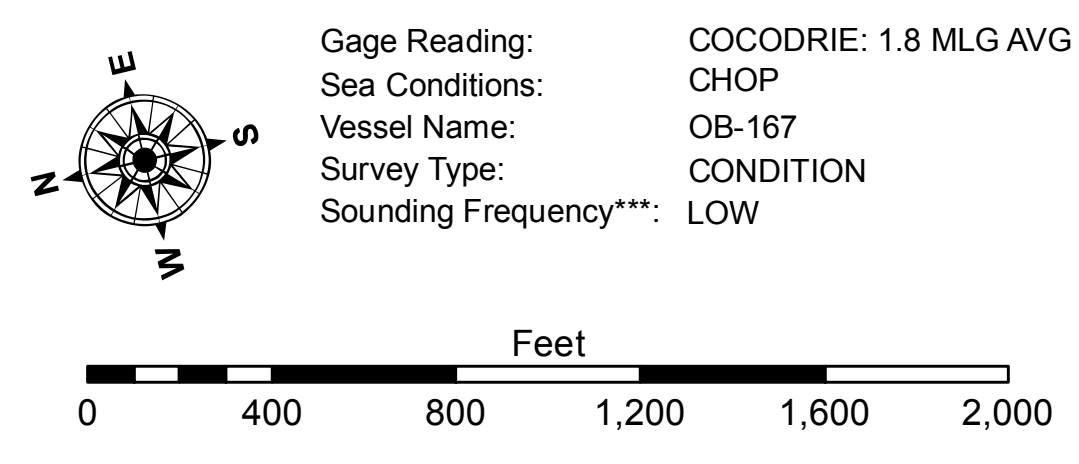 E
S
N
W
Gage Reading: COCODRIE: 1.8 MLG AVG
Sea Conditions: CHOP
Vessel Name: OB-167
Survey Type: CONDITION
Sounding Frequency***: LOW
Feet
0 400 800 1,200 1,600 2,000